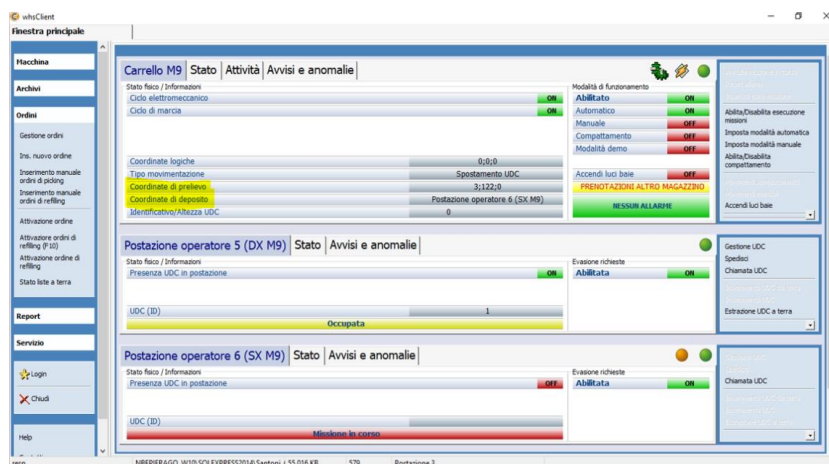 whsClient
Finestra principale
Macchina
Archivi
Ordini
Gestione ordini
Ins. nuovo ordine
Inserimento manuale
ordini di picking
Inserimento manuale
ordini di refilling
Attivazione ordine
Attivazione ordini di
refilling (F10)
Attivazione ordine di
refilling
Stato liste a terra
Report
Servizio
Login
Chiudi
Help
Carrello M9 Stato Attività Avvisi e anomalie
Stato fisico / Informazioni
Ciclo elettromeccanico ON
Ciclo di marcia ON
Coordinate logiche 0;0;0
Tipo movimentazione Spostamento UDC
Coordinate di prelievo 3;122;0
Coordinate di deposito Postazione operatore 6 (SX M9)
Identificativo/Altezza UDC 0
Modalità di funzionamento
Abilitato ON
Automatico ON
Manuale OFF
Compattamento OFF
Modalità demo OFF
Accendi luci baie OFF
PRENOTAZIONI ALTRO MAGAZZINO
NESSUN ALLARME
Abilita/Disabilita esecuzione
missioni
Imposta modalità automatica
Imposta modalità manuale
Abilita/Disabilita
compattamento
Accendi luci baie
Postazione operatore 5 (DX M9) Stato Avvisi e anomalie
Stato fisico / Informazioni
Presenza UDC in postazione ON
UDC (ID) 1
Occupata
Evasione richieste
Abilitata ON
Gestione UDC
Spedisci
Chiamata UDC
Estrazione UDC a terra
Postazione operatore 6 (SX M9) Stato Avvisi e anomalie
Stato fisico / Informazioni
Presenza UDC in postazione OFF
UDC (ID)
Missione in corso
Evasione richieste
Abilitata ON
Chiamata UDC
55.016 KB 579 Postazione 3